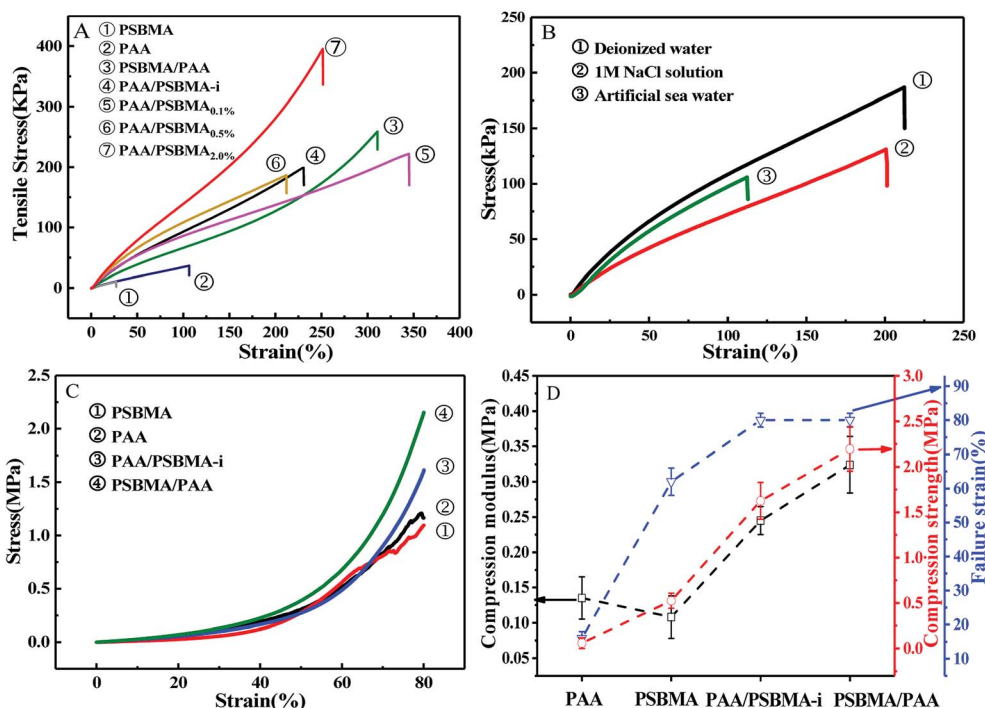 A
① PSBMA
② PAA
③ PSBMA/PAA
④ PAA/PSBMA-i
⑤ PAA/PSBMA0.1%
⑥ PAA/PSBMA0.5%
⑦ PAA/PSBMA2.0%
Tensile Stress(KPa)
400
300
200
100
0
⑦
③
④
⑤
⑥
②
①
0 50 100 150 200 250 300 350 400
Strain(%)
B
① Deionized water
② 1M NaCl solution
③ Artificial sea water
Stress(kPa)
200
150
100
50
0
①
②
③
0 50 100 150 200 250
Strain(%)
C
① PSBMA
② PAA
③ PAA/PSBMA-i
④ PSBMA/PAA
Stress(MPa)
2.5
2.0
1.5
1.0
0.5
0.0
④
③
②
①
0 20 40 60 80
Strain(%)
D
Compression modulus(MPa)
0.45
0.40
0.35
0.30
0.25
0.20
0.15
0.10
0.05
PAA PSBMA PAA/PSBMA-i PSBMA/PAA
3.0
2.5
2.0
1.5
1.0
0.5
0.0
Compression strength(MPa)
90
80
70
60
50
40
30
20
10
Failure strain(%)